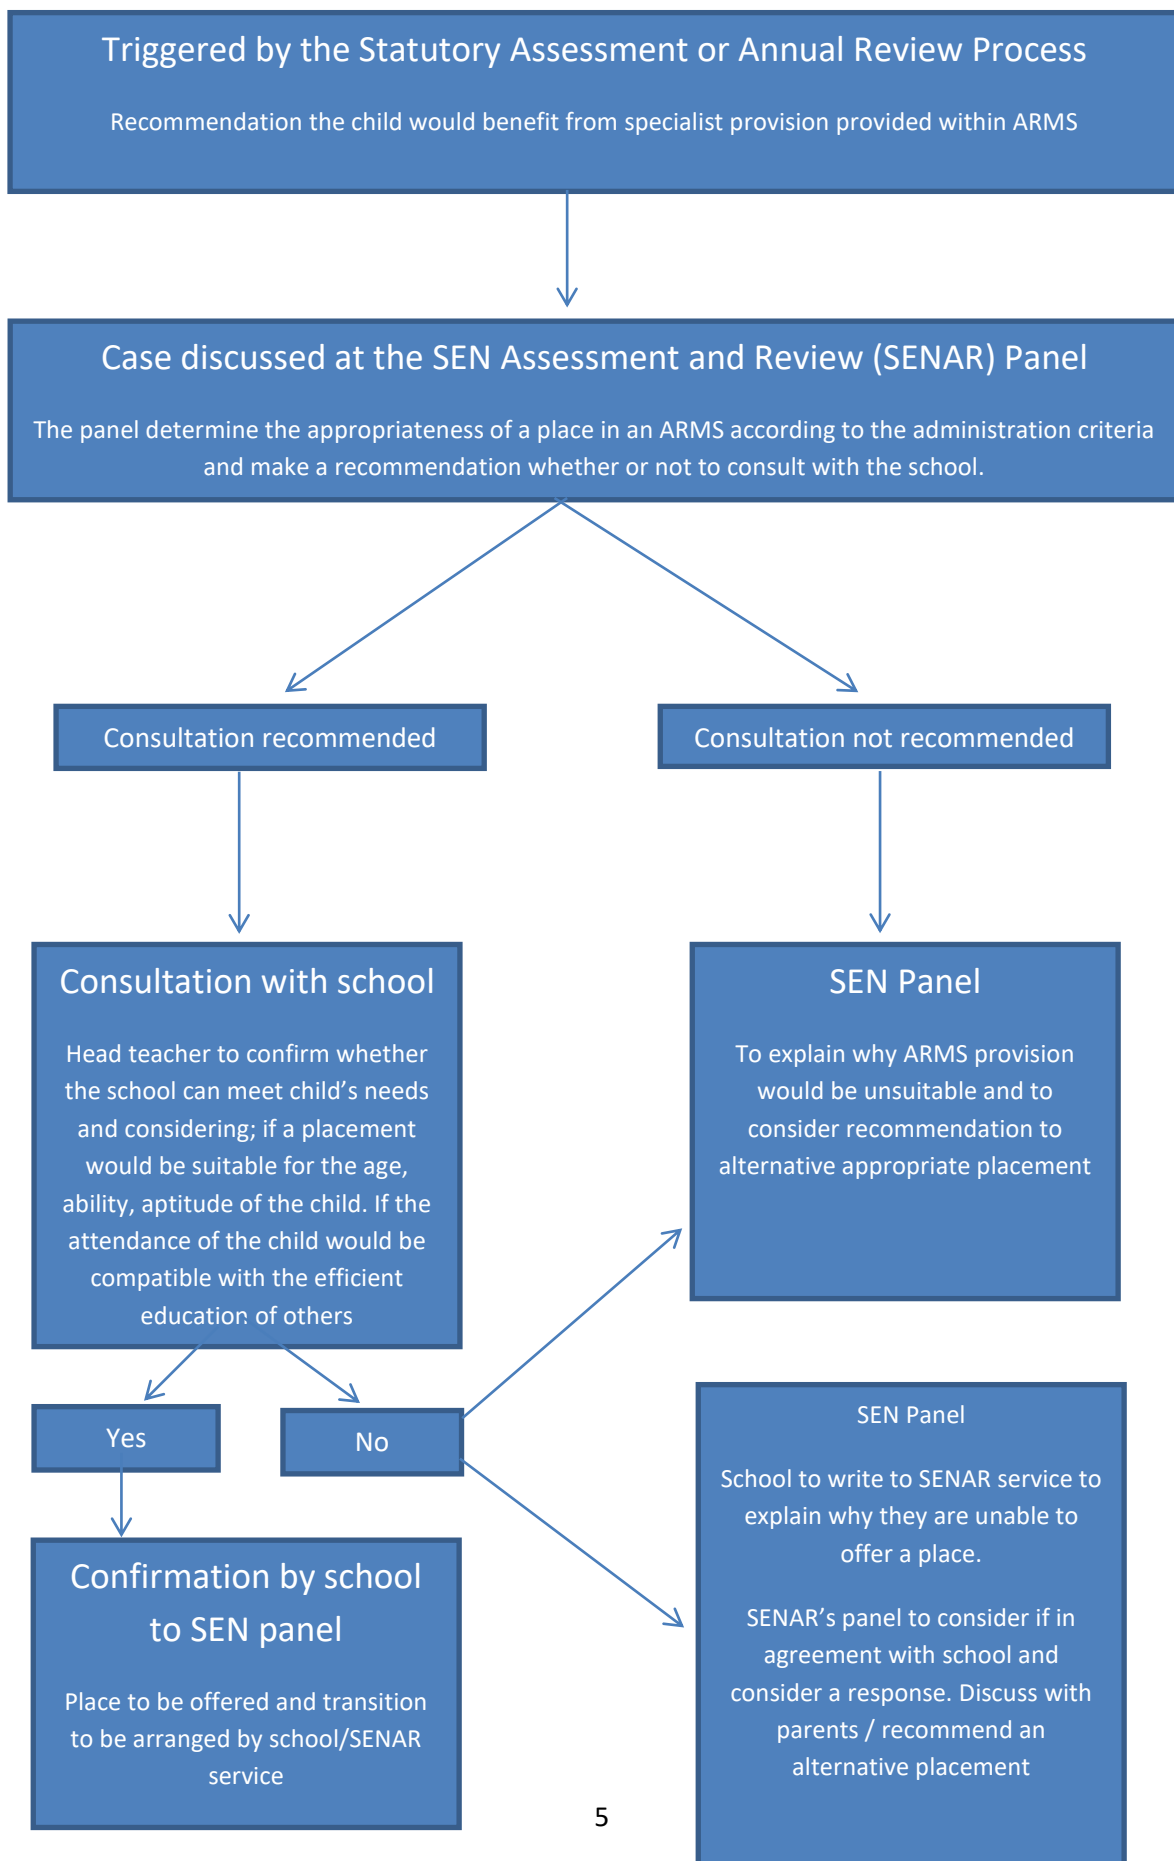 Triggered by the Statutory Assessment or Annual Review Process
Recommendation the child would benefit from specialist provision provided within ARMS
Case discussed at the SEN Assessment and Review (SENAR) Panel
The panel determine the appropriateness of a place in an ARMS according to the administration criteria
and make a recommendation whether or not to consult with the school.
Consultation recommended
Consultation not recommended
Consultation with school
Head teacher to confirm whether
the school can meet child’s needs
and considering; if a placement
would be suitable for the age,
ability, aptitude of the child. If the
attendance of the child would be
compatible with the efficient
education of others
SEN Panel
To explain why ARMS provision
would be unsuitable and to
consider recommendation to
alternative appropriate placement
Yes
No
Confirmation by school
to SEN panel
Place to be offered and transition
to be arranged by school/SENAR
service
SEN Panel
School to write to SENAR service to
explain why they are unable to
offer a place.
SENAR’s panel to consider if in
agreement with school and
consider a response. Discuss with
parents / recommend an
alternative placement
5